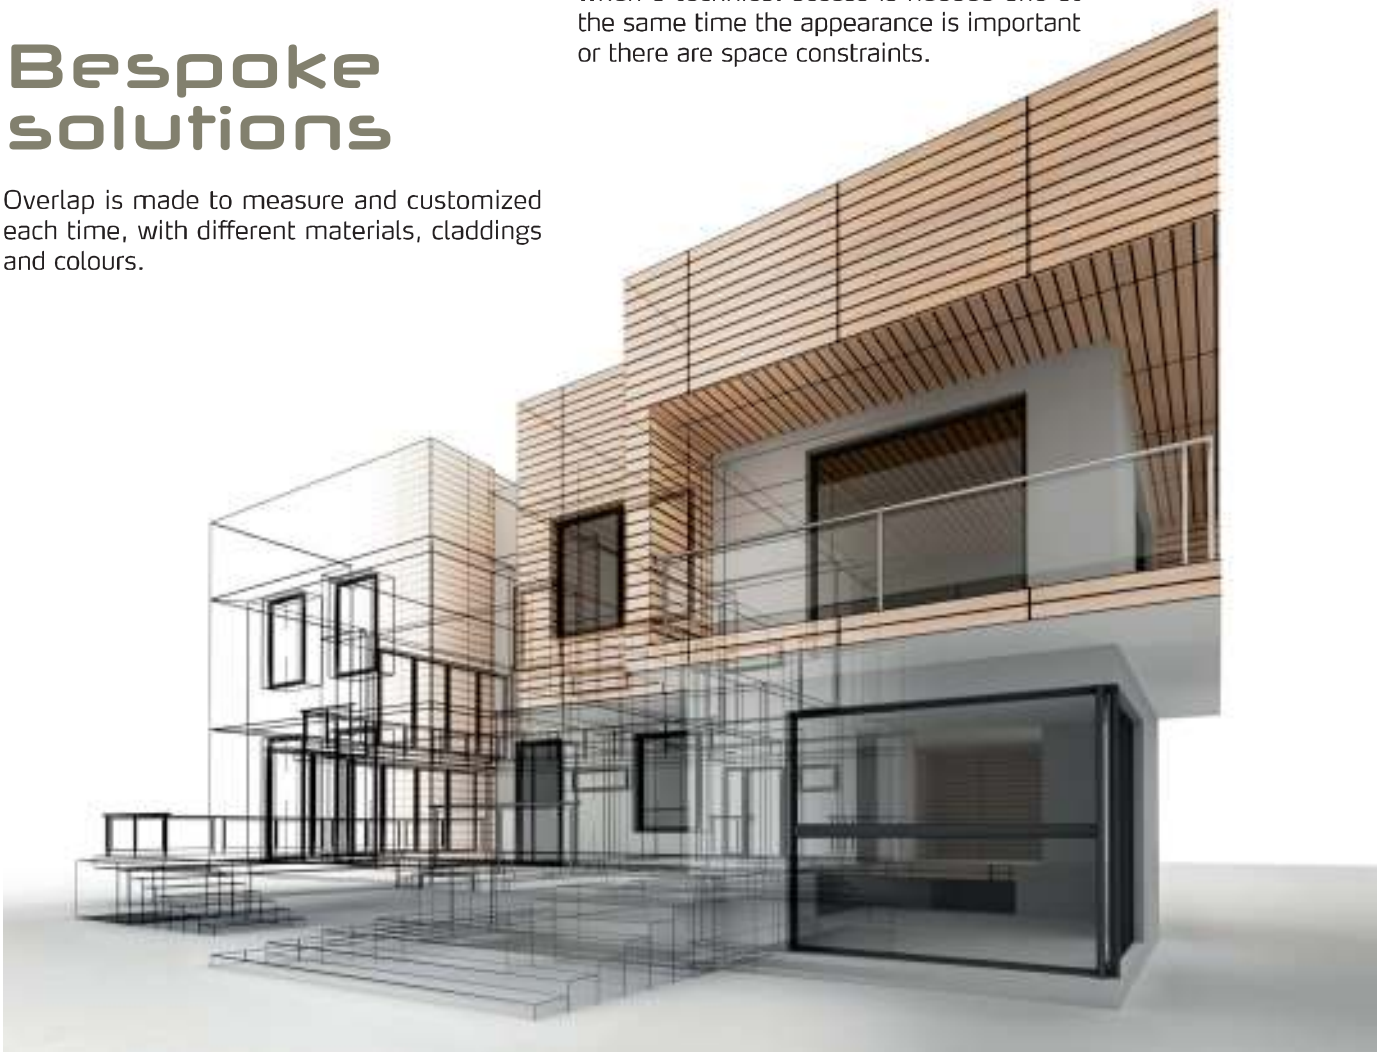 Bespoke
solutions
Overlap is made to measure and customized
each time, with different materials, claddings
and colours.
the same time the appearance is important
or there are space constraints.